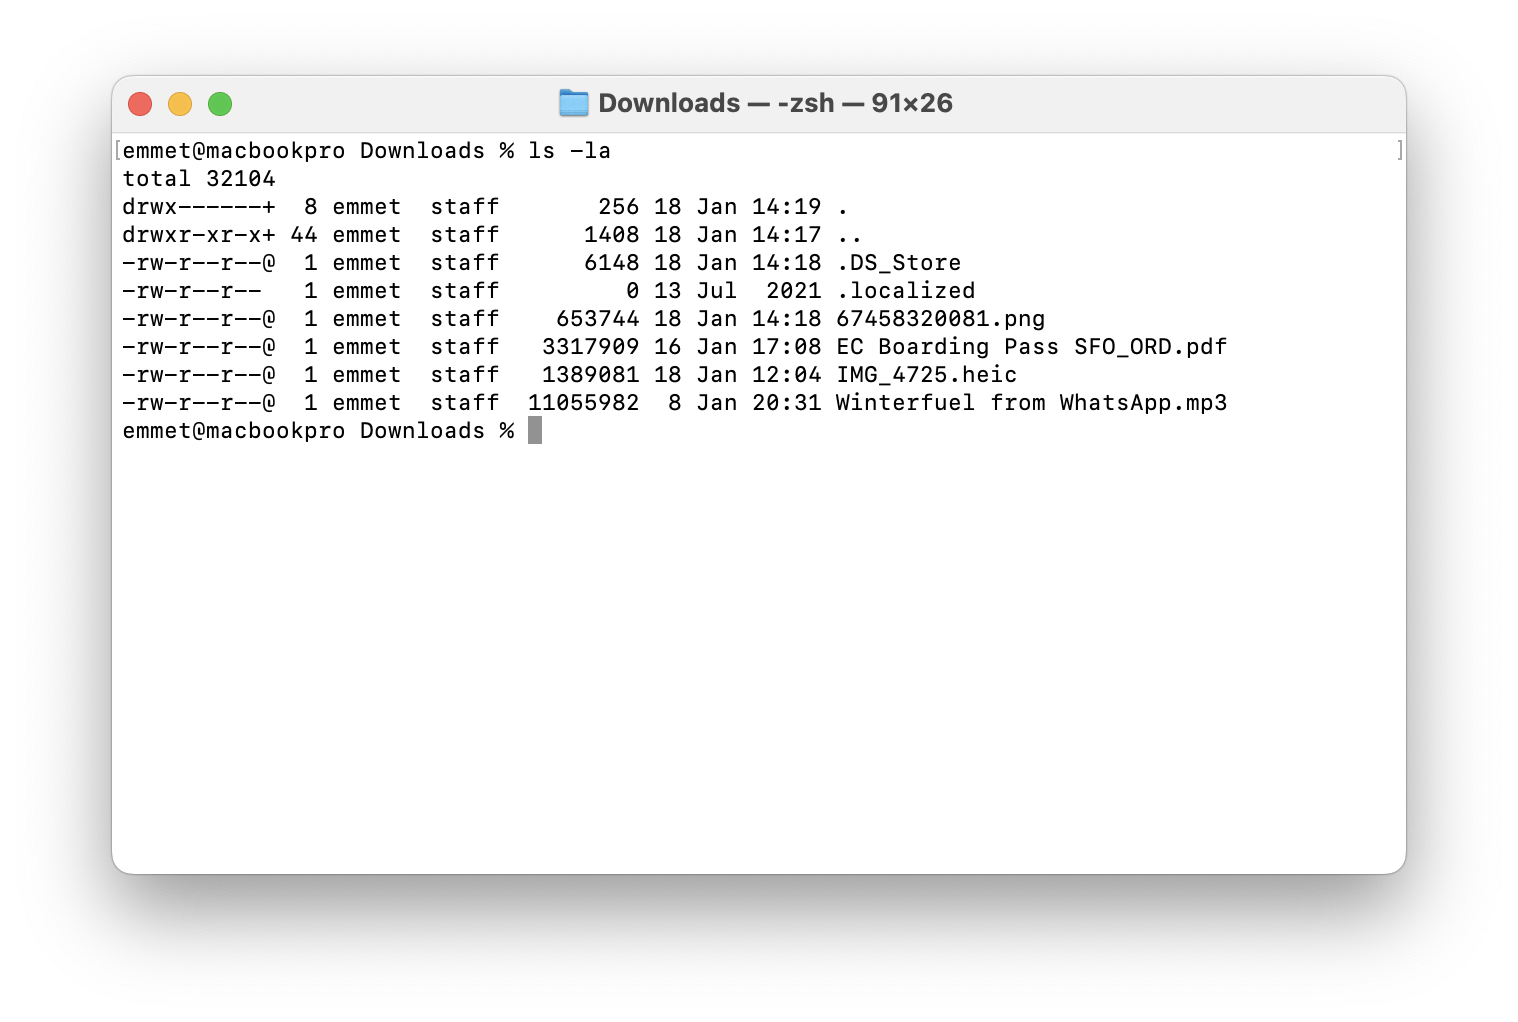 Downloads — -zsh — 91×26
[emmet@macbookpro Downloads % ls -la ]
total 32104
drwx------+  8 emmet  staff       256 18 Jan 14:19 .
drwxr-xr-x+ 44 emmet  staff      1408 18 Jan 14:17 ..
-rw-r--r--@  1 emmet  staff      6148 18 Jan 14:18 .DS_Store
-rw-r--r--   1 emmet  staff         0 13 Jul  2021 .localized
-rw-r--r--@  1 emmet  staff    653744 18 Jan 14:18 67458320081.png
-rw-r--r--@  1 emmet  staff   3317909 16 Jan 17:08 EC Boarding Pass SFO_ORD.pdf
-rw-r--r--@  1 emmet  staff   1389081 18 Jan 12:04 IMG_4725.heic
-rw-r--r--@  1 emmet  staff  11055982  8 Jan 20:31 Winterfuel from WhatsApp.mp3
emmet@macbookpro Downloads %